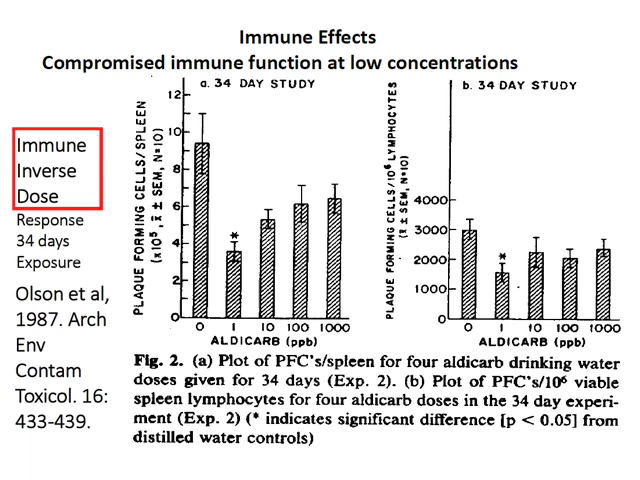 Immune Effects
Compromised immune function at low concentrations
Immune
Inverse
Dose
Response
34 days
Exposure
Olson et al,
1987. Arch
Env
Contam
Toxicol. 16:
433-439.
a. 34 DAY STUDY
PLAQUE FORMING CELLS/SPLEEN
(x10⁵, x̄ ± SEM, N=10)
12
10
8
6
4
2
0
*
0 1 10 100 1000
ALDICARB (ppb)
b. 34 DAY STUDY
PLAQUE FORMING CELLS/10⁶ LYMPHOCYTES
(x̄ ± SEM, N=10)
4000
3000
2000
1000
0
*
0 1 10 100 1000
ALDICARB (ppb)
Fig. 2. (a) Plot of PFC's/spleen for four aldicarb drinking water
doses given for 34 days (Exp. 2). (b) Plot of PFC's/10⁶ viable
spleen lymphocytes for four aldicarb doses in the 34 day experi-
ment (Exp. 2) (* indicates significant difference [p < 0.05] from
distilled water controls)